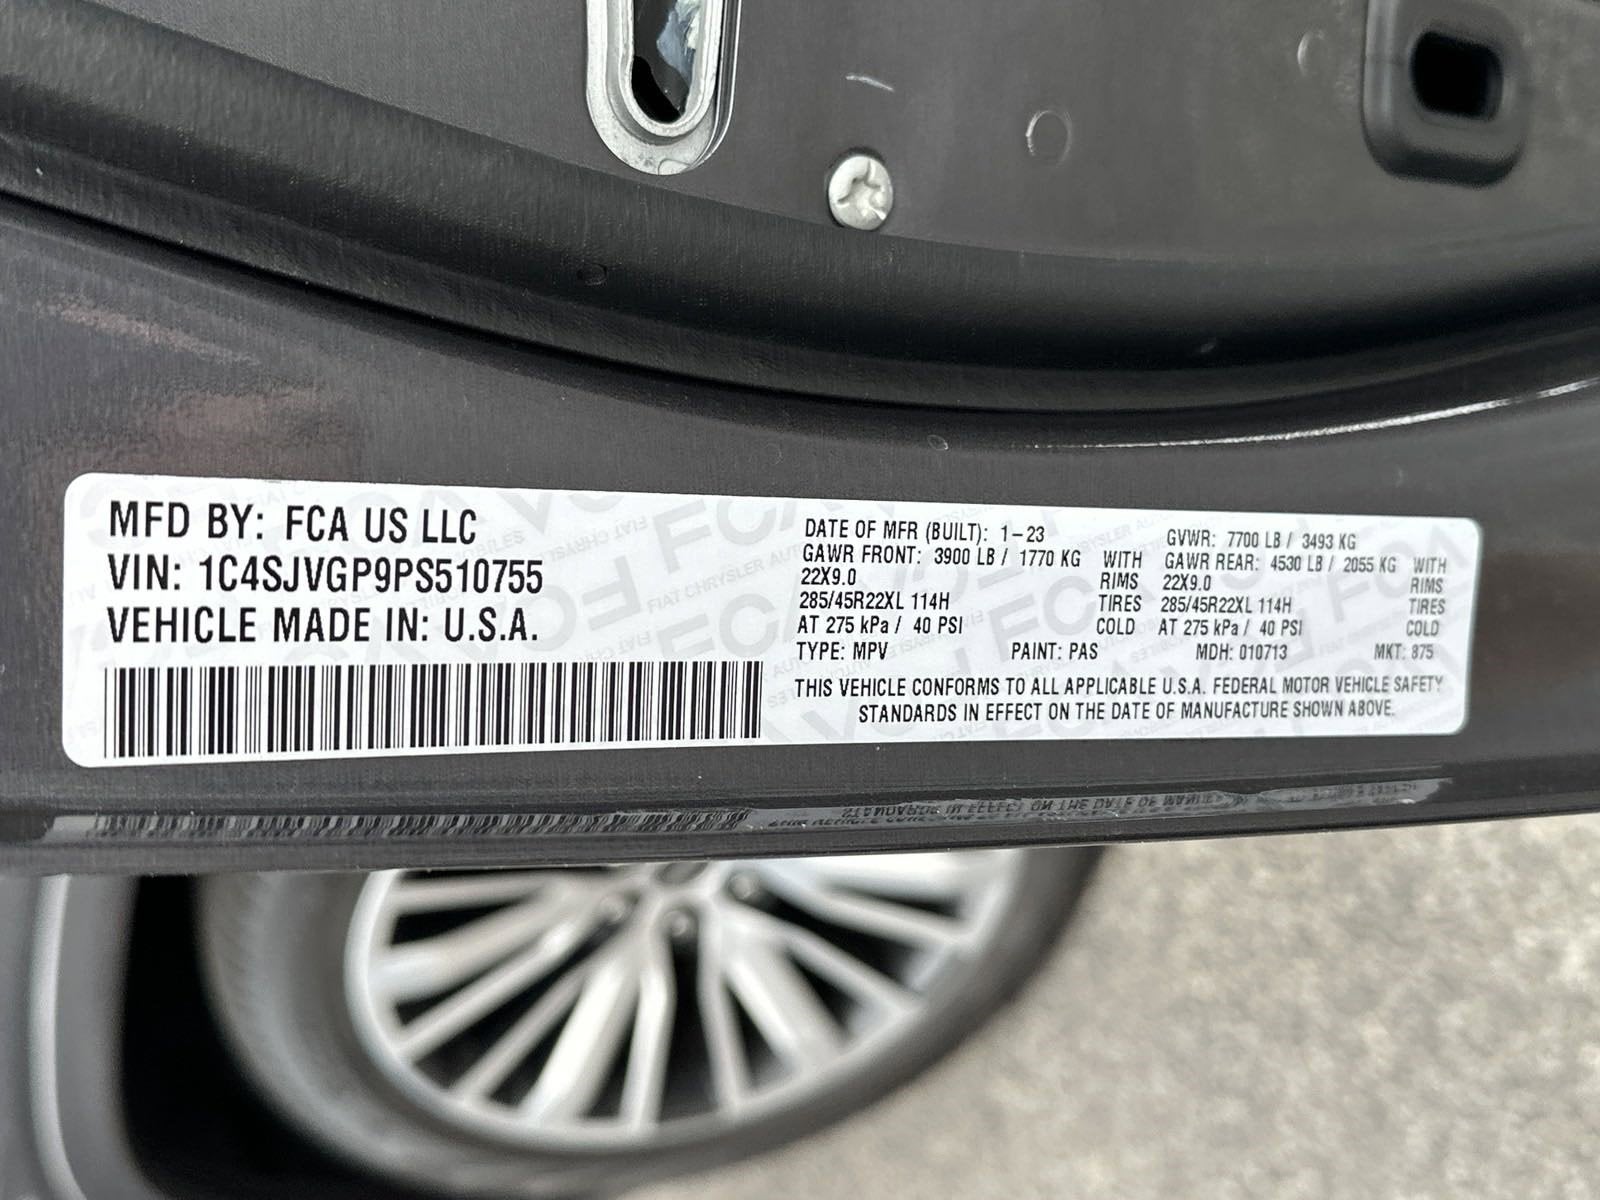 MFD BY: FCA US LLC
VIN: 1C4SJVGP9PS510755
VEHICLE MADE IN: U.S.A.
DATE OF MFR (BUILT): 1-23 GVWR: 7700 LB / 3493 KG
GAWR FRONT: 3900 LB / 1770 KG WITH GAWR REAR: 4530 LB / 2055 KG WITH
22X9.0 RIMS 22X9.0 RIMS
285/45R22XL 114H TIRES 285/45R22XL 114H TIRES
AT 275 kPa / 40 PSI COLD AT 275 kPa / 40 PSI COLD
TYPE: MPV PAINT: PAS MDH: 010713 MKT: 875
THIS VEHICLE CONFORMS TO ALL APPLICABLE U.S.A. FEDERAL MOTOR VEHICLE SAFETY
STANDARDS IN EFFECT ON THE DATE OF MANUFACTURE SHOWN ABOVE.